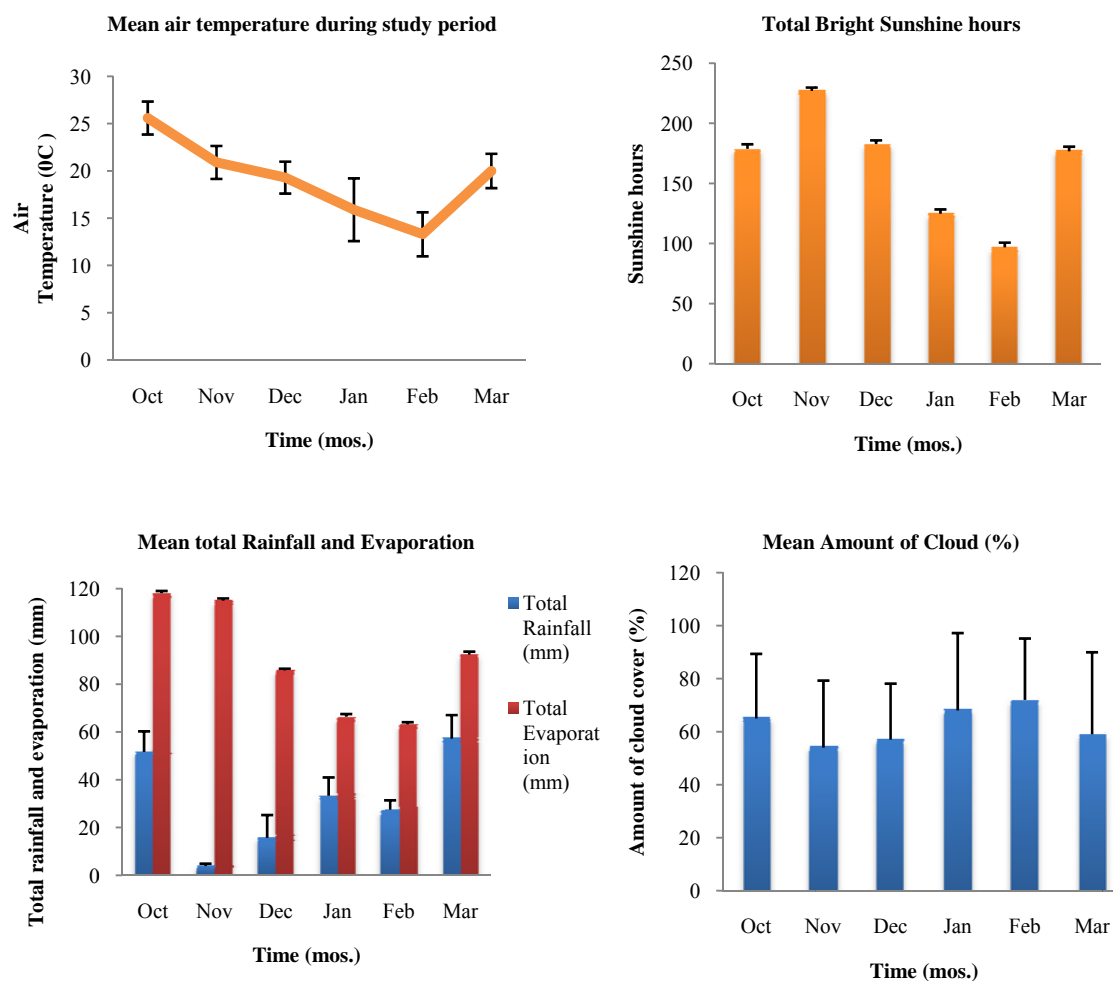 Mean air temperature during study period
30
25
20
15
10
5
0
Air
Temperature (0C )
Oct Nov Dec Jan Feb Mar
Time (mos.)
Total Bright Sunshine hours
250
200
150
100
50
0
Sunshine hours
Oct Nov Dec Jan Feb Mar
Time (mos.)
Mean total Rainfall and Evaporation
120
100
80
60
40
20
0
Total rainfall and evaporation (mm)
Total
Rainfall
(mm)
Total
Evaporat
ion
(mm)
Oct Nov Dec Jan Feb Mar
Time (mos.)
Mean Amount of Cloud (%)
120
100
80
60
40
20
0
Amount of cloud cover (%)
Oct Nov Dec Jan Feb Mar
Time (mos.)